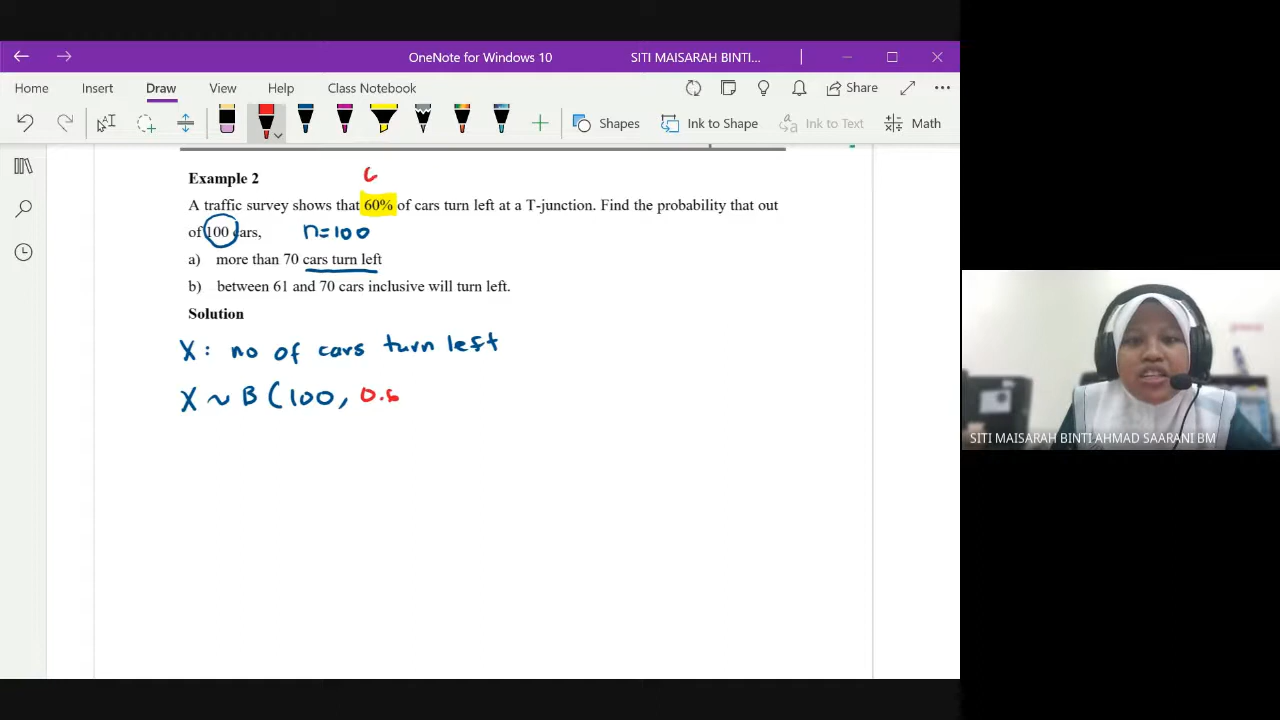 OneNote for Windows 10
SITI MAISARAH BINTI...
Home
Insert
Draw
View
Help
Class Notebook
Share
Shapes
Ink to Shape
Ink to Text
Math
Example 2
A traffic survey shows that 60% of cars turn left at a T-junction. Find the probability that out
of 100 cars, n=100
a) more than 70 cars turn left
b) between 61 and 70 cars inclusive will turn left.
Solution
X : no of cars turn left
X ~ B (100, 0.6
SITI MAISARAH BINTI AHMAD SAARANI BM